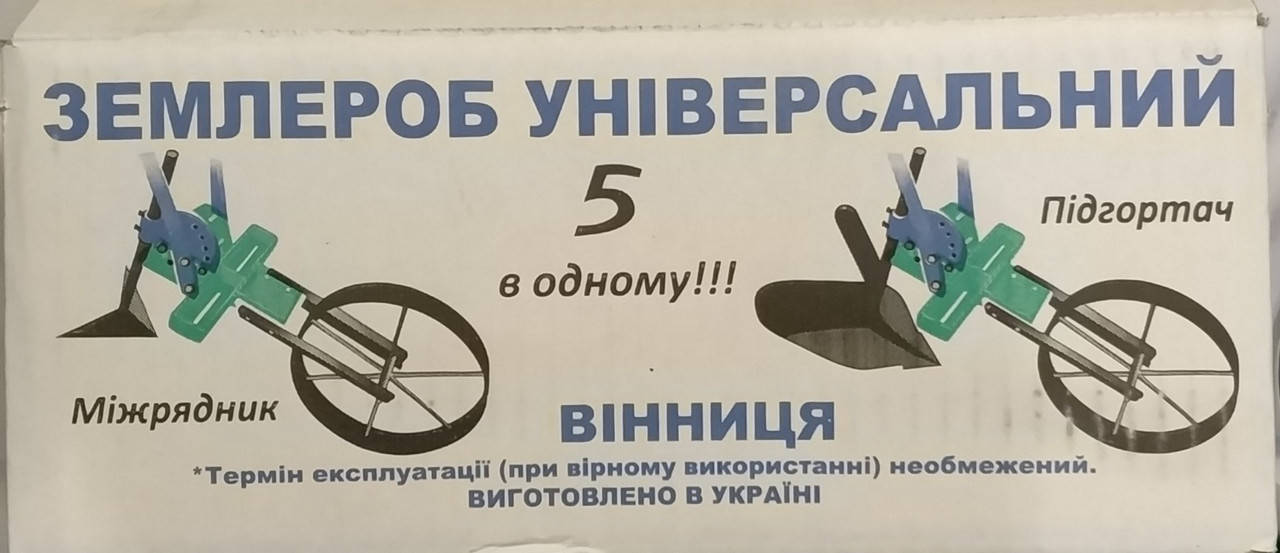 ЗЕМЛЕРОБ УНІВЕРСАЛЬНИЙ
5
в одному!!!
Підгортач
Міжрядник
ВІННИЦЯ
*Термін експлуатації (при вірному використанні) необмежений.
ВИГОТОВЛЕНО В УКРАЇНІ